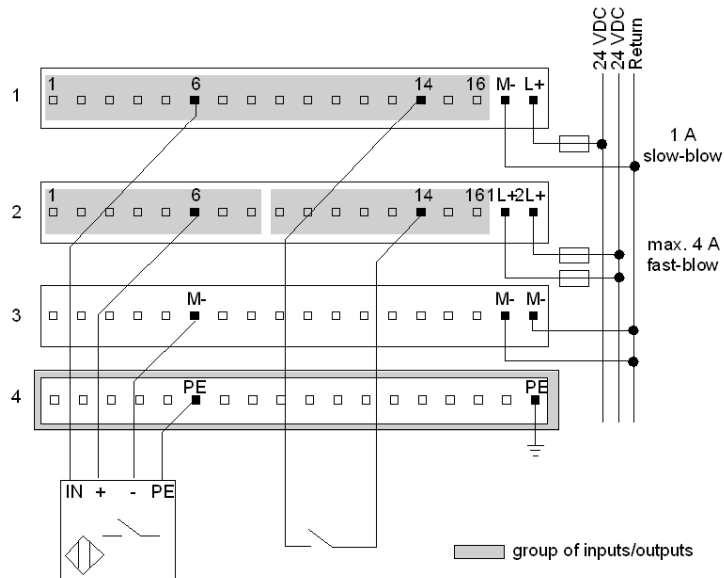 24 VDC
24 VDC
Return
1 6 14 16 M- L+
1
1 A
slow-blow
1 6 14 16 1L+ 2L+
2
max. 4 A
fast-blow
M- M- M-
3
PE PE
4
IN + - PE
group of inputs/outputs